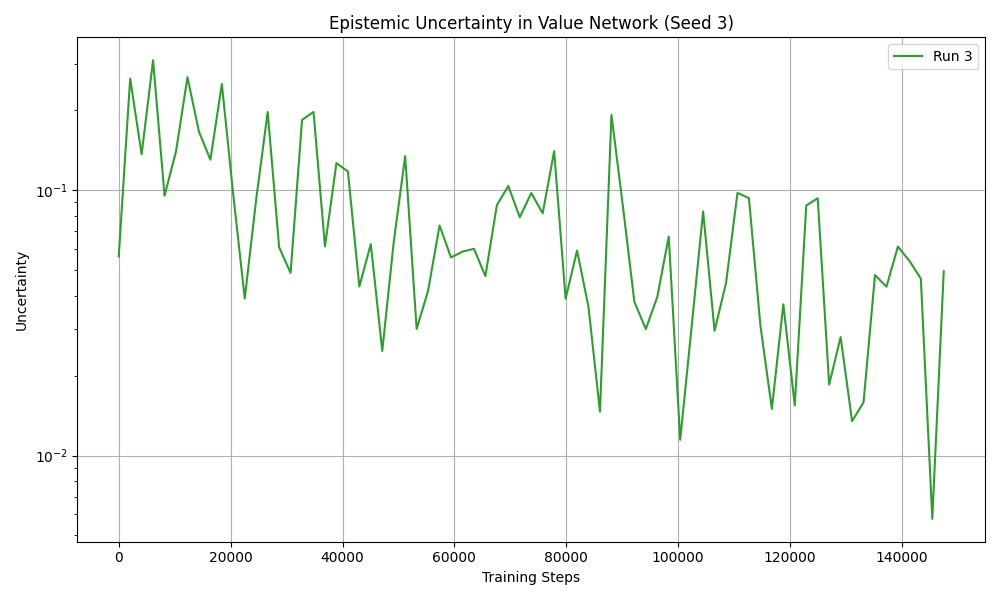 Epistemic Uncertainty in Value Network (Seed 3)
Run 3
Uncertainty
10⁻¹
10⁻²
0 20000 40000 60000 80000 100000 120000 140000
Training Steps